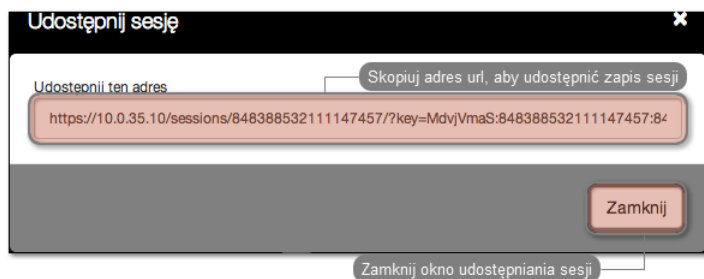 Udostępnij sesję
Skopiuj adres url, aby udostępnić zapis sesji
Udostępnij ten adres
https://10.0.35.10/sessions/848388532111147457/?key=MdvjVmaS:848388532111147457:84
Zamknij
Zamknij okno udostępniania sesji